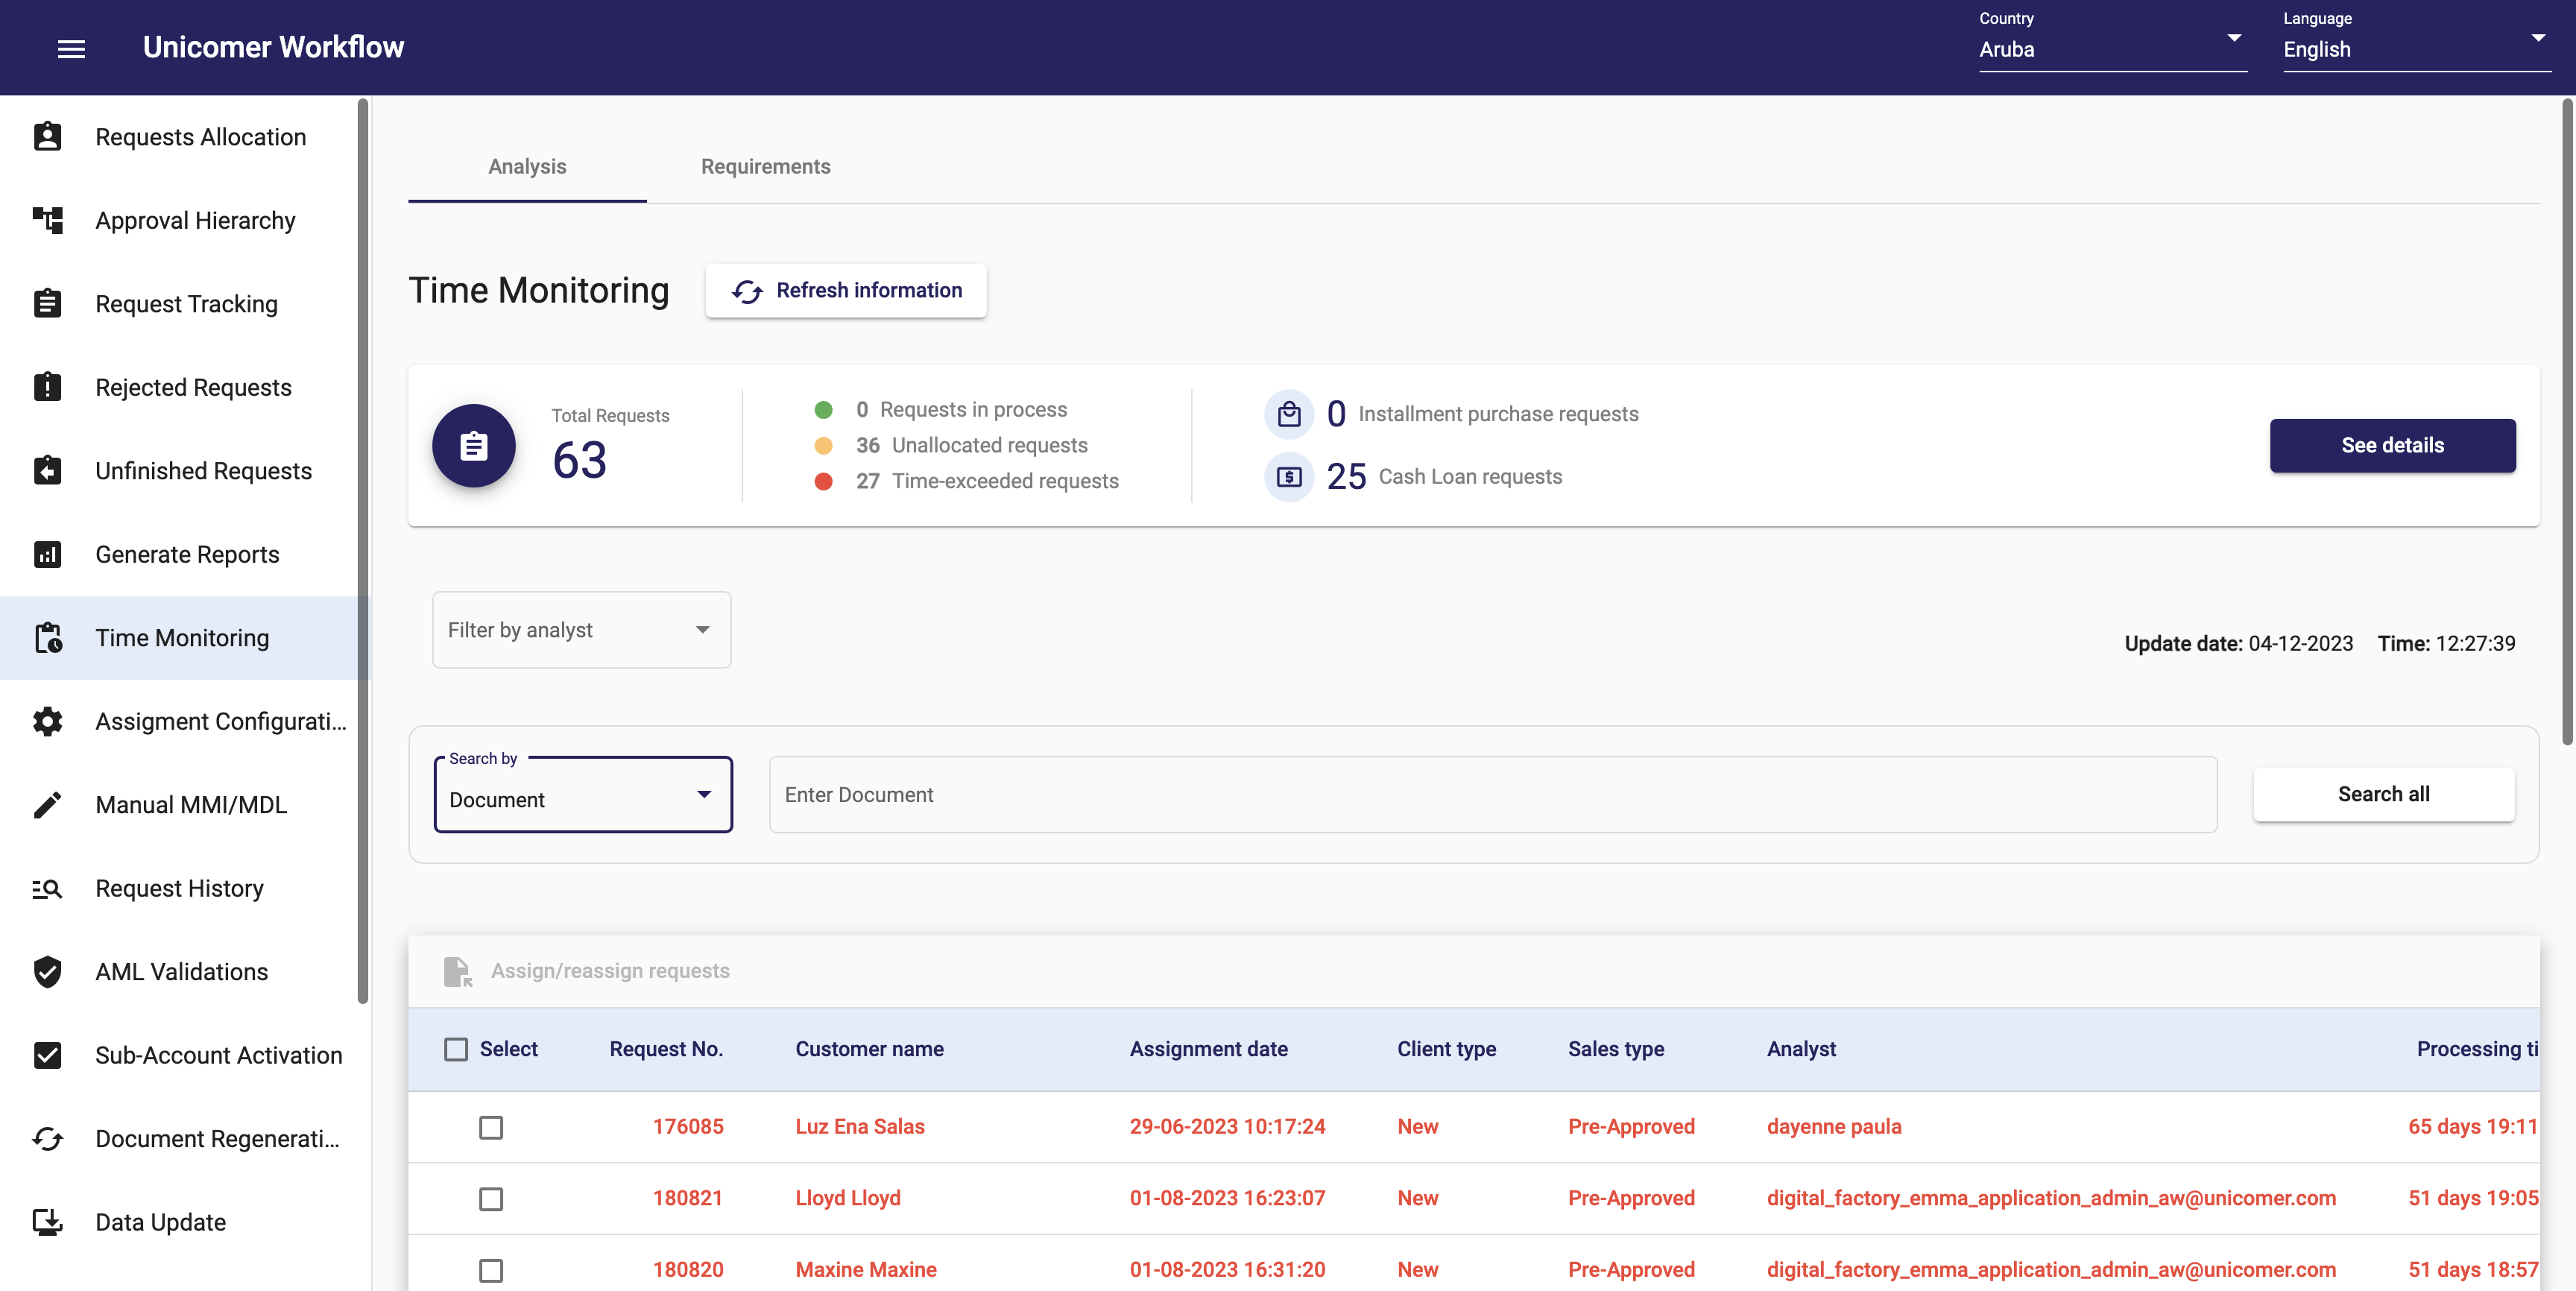 Unicomer Workflow
Country
Aruba
Language
English
Requests Allocation
Approval Hierarchy
Request Tracking
Rejected Requests
Unfinished Requests
Generate Reports
Time Monitoring
Assigment Configurati...
Manual MMI/MDL
Request History
AML Validations
Sub-Account Activation
Document Regenerati...
Data Update
Analysis
Requirements
Time Monitoring
Refresh information
Total Requests
63
0 Requests in process
36 Unallocated requests
27 Time-exceeded requests
0 Installment purchase requests
25 Cash Loan requests
See details
Filter by analyst
Update date: 04-12-2023 Time: 12:27:39
Search by
Document
Enter Document
Search all
Assign/reassign requests
Select Request No. Customer name Assignment date Client type Sales type Analyst Processing ti
176085 Luz Ena Salas 29-06-2023 10:17:24 New Pre-Approved dayenne paula 65 days 19:11
180821 Lloyd Lloyd 01-08-2023 16:23:07 New Pre-Approved digital_factory_emma_application_admin_aw@unicomer.com 51 days 19:05
180820 Maxine Maxine 01-08-2023 16:31:20 New Pre-Approved digital_factory_emma_application_admin_aw@unicomer.com 51 days 18:57